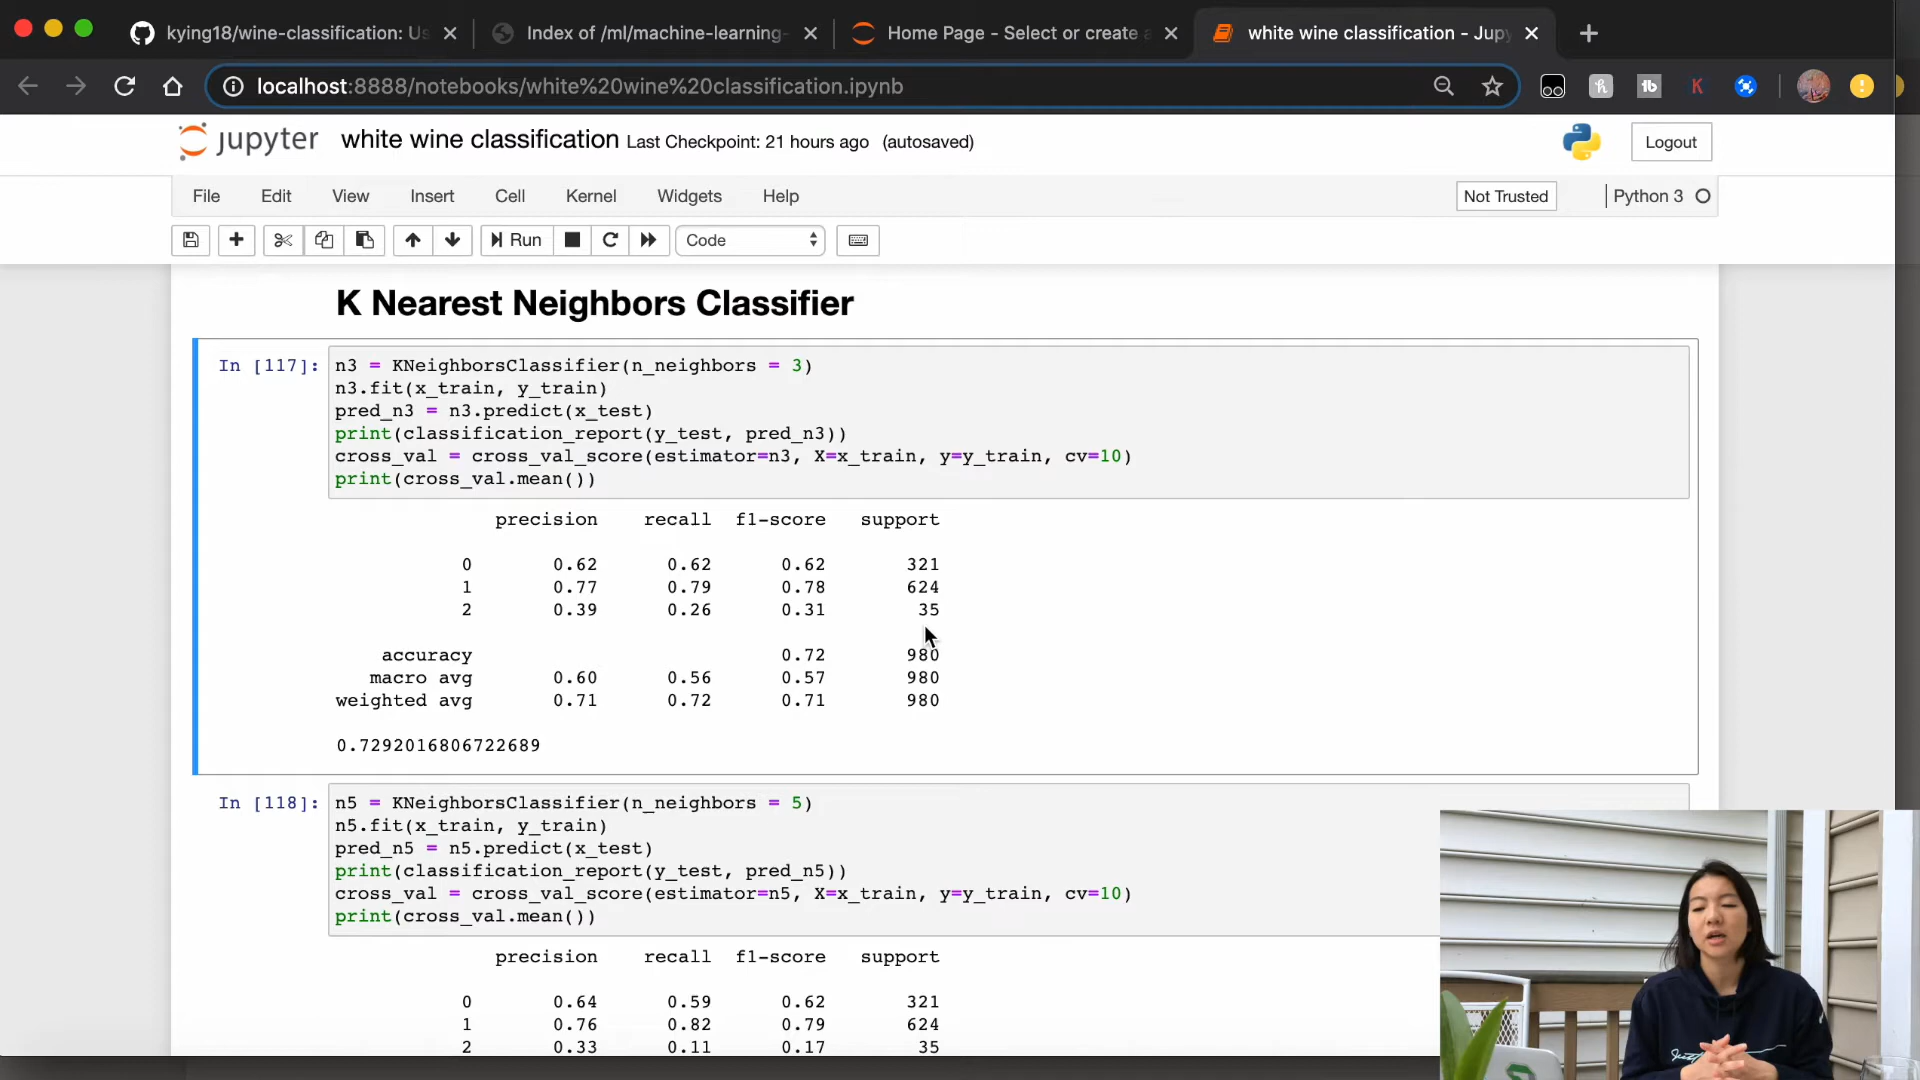 kying18/wine-classification: Us
Index of /ml/machine-learning-
Home Page - Select or create a
white wine classification - Jupy
localhost:8888/notebooks/white%20wine%20classification.ipynb
jupyter white wine classification Last Checkpoint: 21 hours ago (autosaved)
Logout
File Edit View Insert Cell Kernel Widgets Help
Not Trusted
Python 3
Run
Code
K Nearest Neighbors Classifier
In [117]: n3 = KNeighborsClassifier(n_neighbors = 3)
n3.fit(x_train, y_train)
pred_n3 = n3.predict(x_test)
print(classification_report(y_test, pred_n3))
cross_val = cross_val_score(estimator=n3, X=x_train, y=y_train, cv=10)
print(cross_val.mean())
precision recall f1-score support
0 0.62 0.62 0.62 321
1 0.77 0.79 0.78 624
2 0.39 0.26 0.31 35
accuracy 0.72 980
macro avg 0.60 0.56 0.57 980
weighted avg 0.71 0.72 0.71 980
0.7292016806722689
In [118]: n5 = KNeighborsClassifier(n_neighbors = 5)
n5.fit(x_train, y_train)
pred_n5 = n5.predict(x_test)
print(classification_report(y_test, pred_n5))
cross_val = cross_val_score(estimator=n5, X=x_train, y=y_train, cv=10)
print(cross_val.mean())
precision recall f1-score support
0 0.64 0.59 0.62 321
1 0.76 0.82 0.79 624
2 0.33 0.11 0.17 35